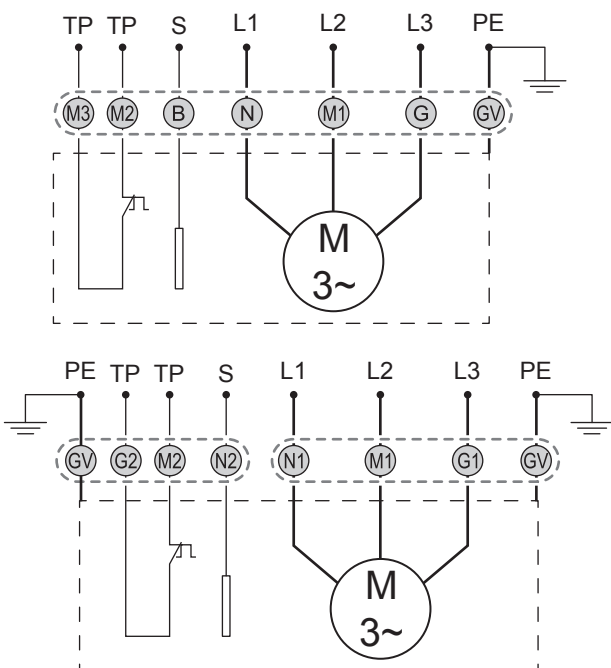 TP TP S L1 L2 L3 PE
M3 M2 B N M1 G GV
M
3~
PE TP TP S L1 L2 L3 PE
GV G2 M2 N2 N1 M1 G1 GV
M
3~